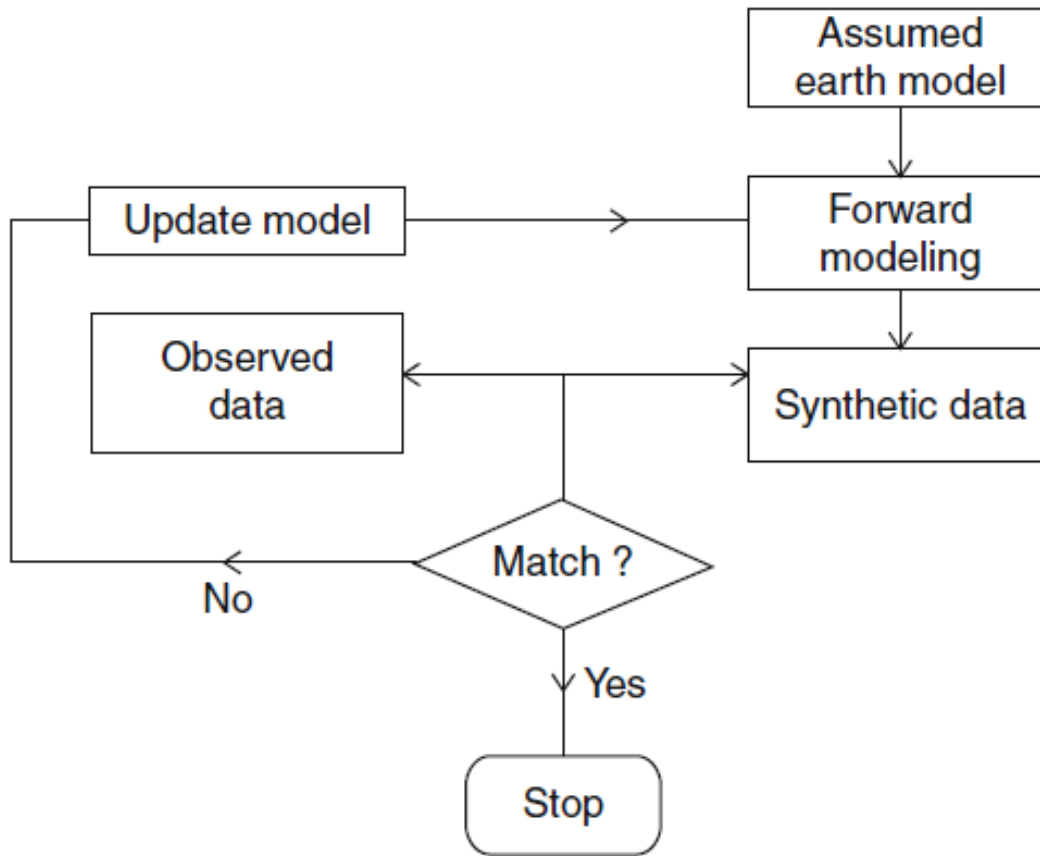 Assumed
earth model
Update model
Forward
modeling
Observed
data
Synthetic data
Match ?
No
Yes
Stop